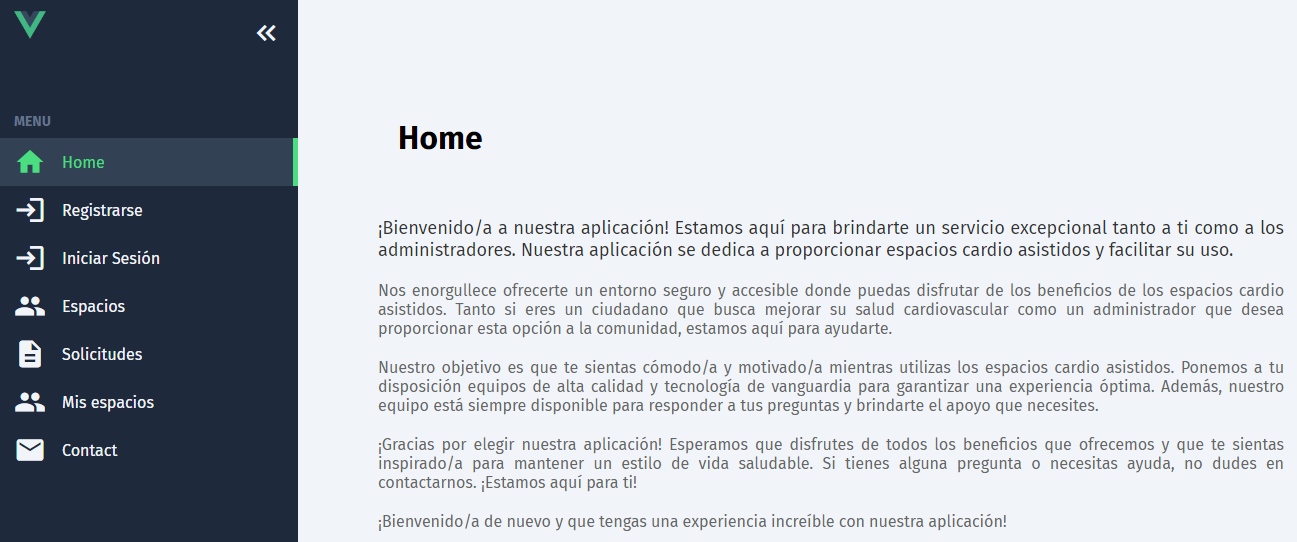 MENU
Home
Registrarse
Iniciar Sesión
Espacios
Solicitudes
Mis espacios
Contact
Home
¡Bienvenido/a a nuestra aplicación! Estamos aquí para brindarte un servicio excepcional tanto a ti como a los
administradores. Nuestra aplicación se dedica a proporcionar espacios cardio asistidos y facilitar su uso.
Nos enorgullece ofrecerte un entorno seguro y accesible donde puedas disfrutar de los beneficios de los espacios cardio
asistidos. Tanto si eres un ciudadano que busca mejorar su salud cardiovascular como un administrador que desea
proporcionar esta opción a la comunidad, estamos aquí para ayudarte.
Nuestro objetivo es que te sientas cómodo/a y motivado/a mientras utilizas los espacios cardio asistidos. Ponemos a tu
disposición equipos de alta calidad y tecnología de vanguardia para garantizar una experiencia óptima. Además, nuestro
equipo está siempre disponible para responder a tus preguntas y brindarte el apoyo que necesites.
¡Gracias por elegir nuestra aplicación! Esperamos que disfrutes de todos los beneficios que ofrecemos y que te sientas
inspirado/a para mantener un estilo de vida saludable. Si tienes alguna pregunta o necesitas ayuda, no dudes en
contactarnos. ¡Estamos aquí para ti!
¡Bienvenido/a de nuevo y que tengas una experiencia increíble con nuestra aplicación!